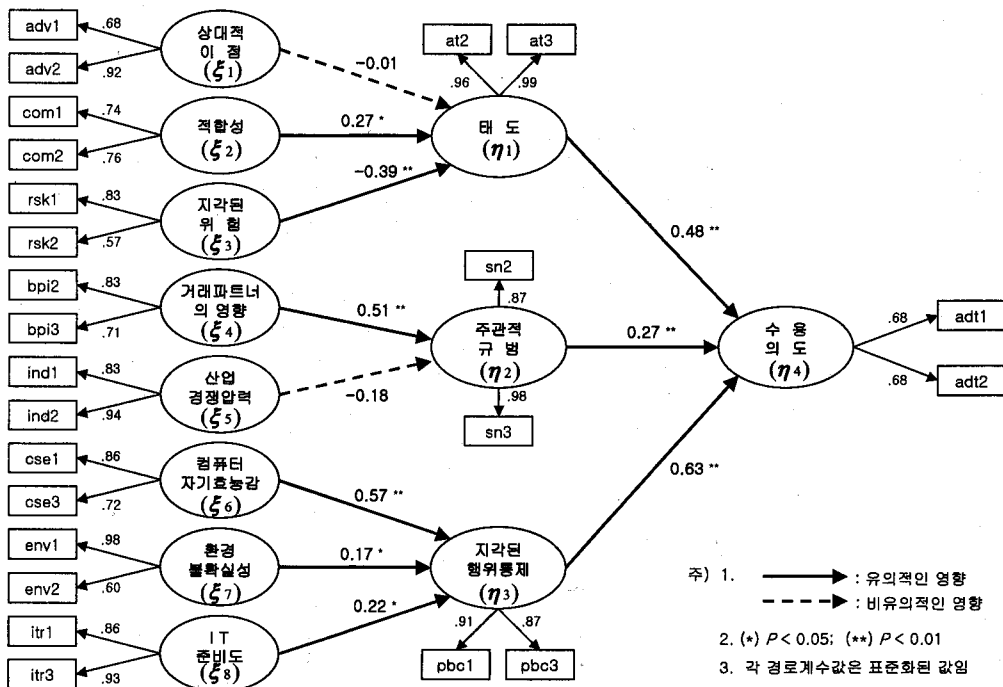 adv1
.68
adv2
.92
상대적
이 점
(ξ1)
-0.01
com1
.74
com2
.76
적합성
(ξ2)
0.27 *
rsk1
.83
rsk2
.57
지각된
위 험
(ξ3)
-0.39 **
at2
at3
.96
.99
태 도
(η1)
0.48 **
bpi2
.83
bpi3
.71
거래파트너
의 영향
(ξ4)
0.51 **
ind1
.83
ind2
.94
산업
경쟁압력
(ξ5)
-0.18
sn2
.87
주관적
규 범
(η2)
.98
sn3
0.27 **
수 용
의 도
(η4)
.68
adt1
.68
adt2
cse1
.86
cse3
.72
컴퓨터
자기효능감
(ξ6)
0.57 **
env1
.98
env2
.60
환경
불확실성
(ξ7)
0.17 *
itr1
.86
itr3
.93
IT
준비도
(ξ8)
0.22 *
지각된
행위통제
(η3)
.91
.87
pbc1
pbc3
0.63 **
주) 1.
: 유의적인 영향
: 비유의적인 영향
2. (*) P < 0.05; (**) P < 0.01
3. 각 경로계수값은 표준화된 값임